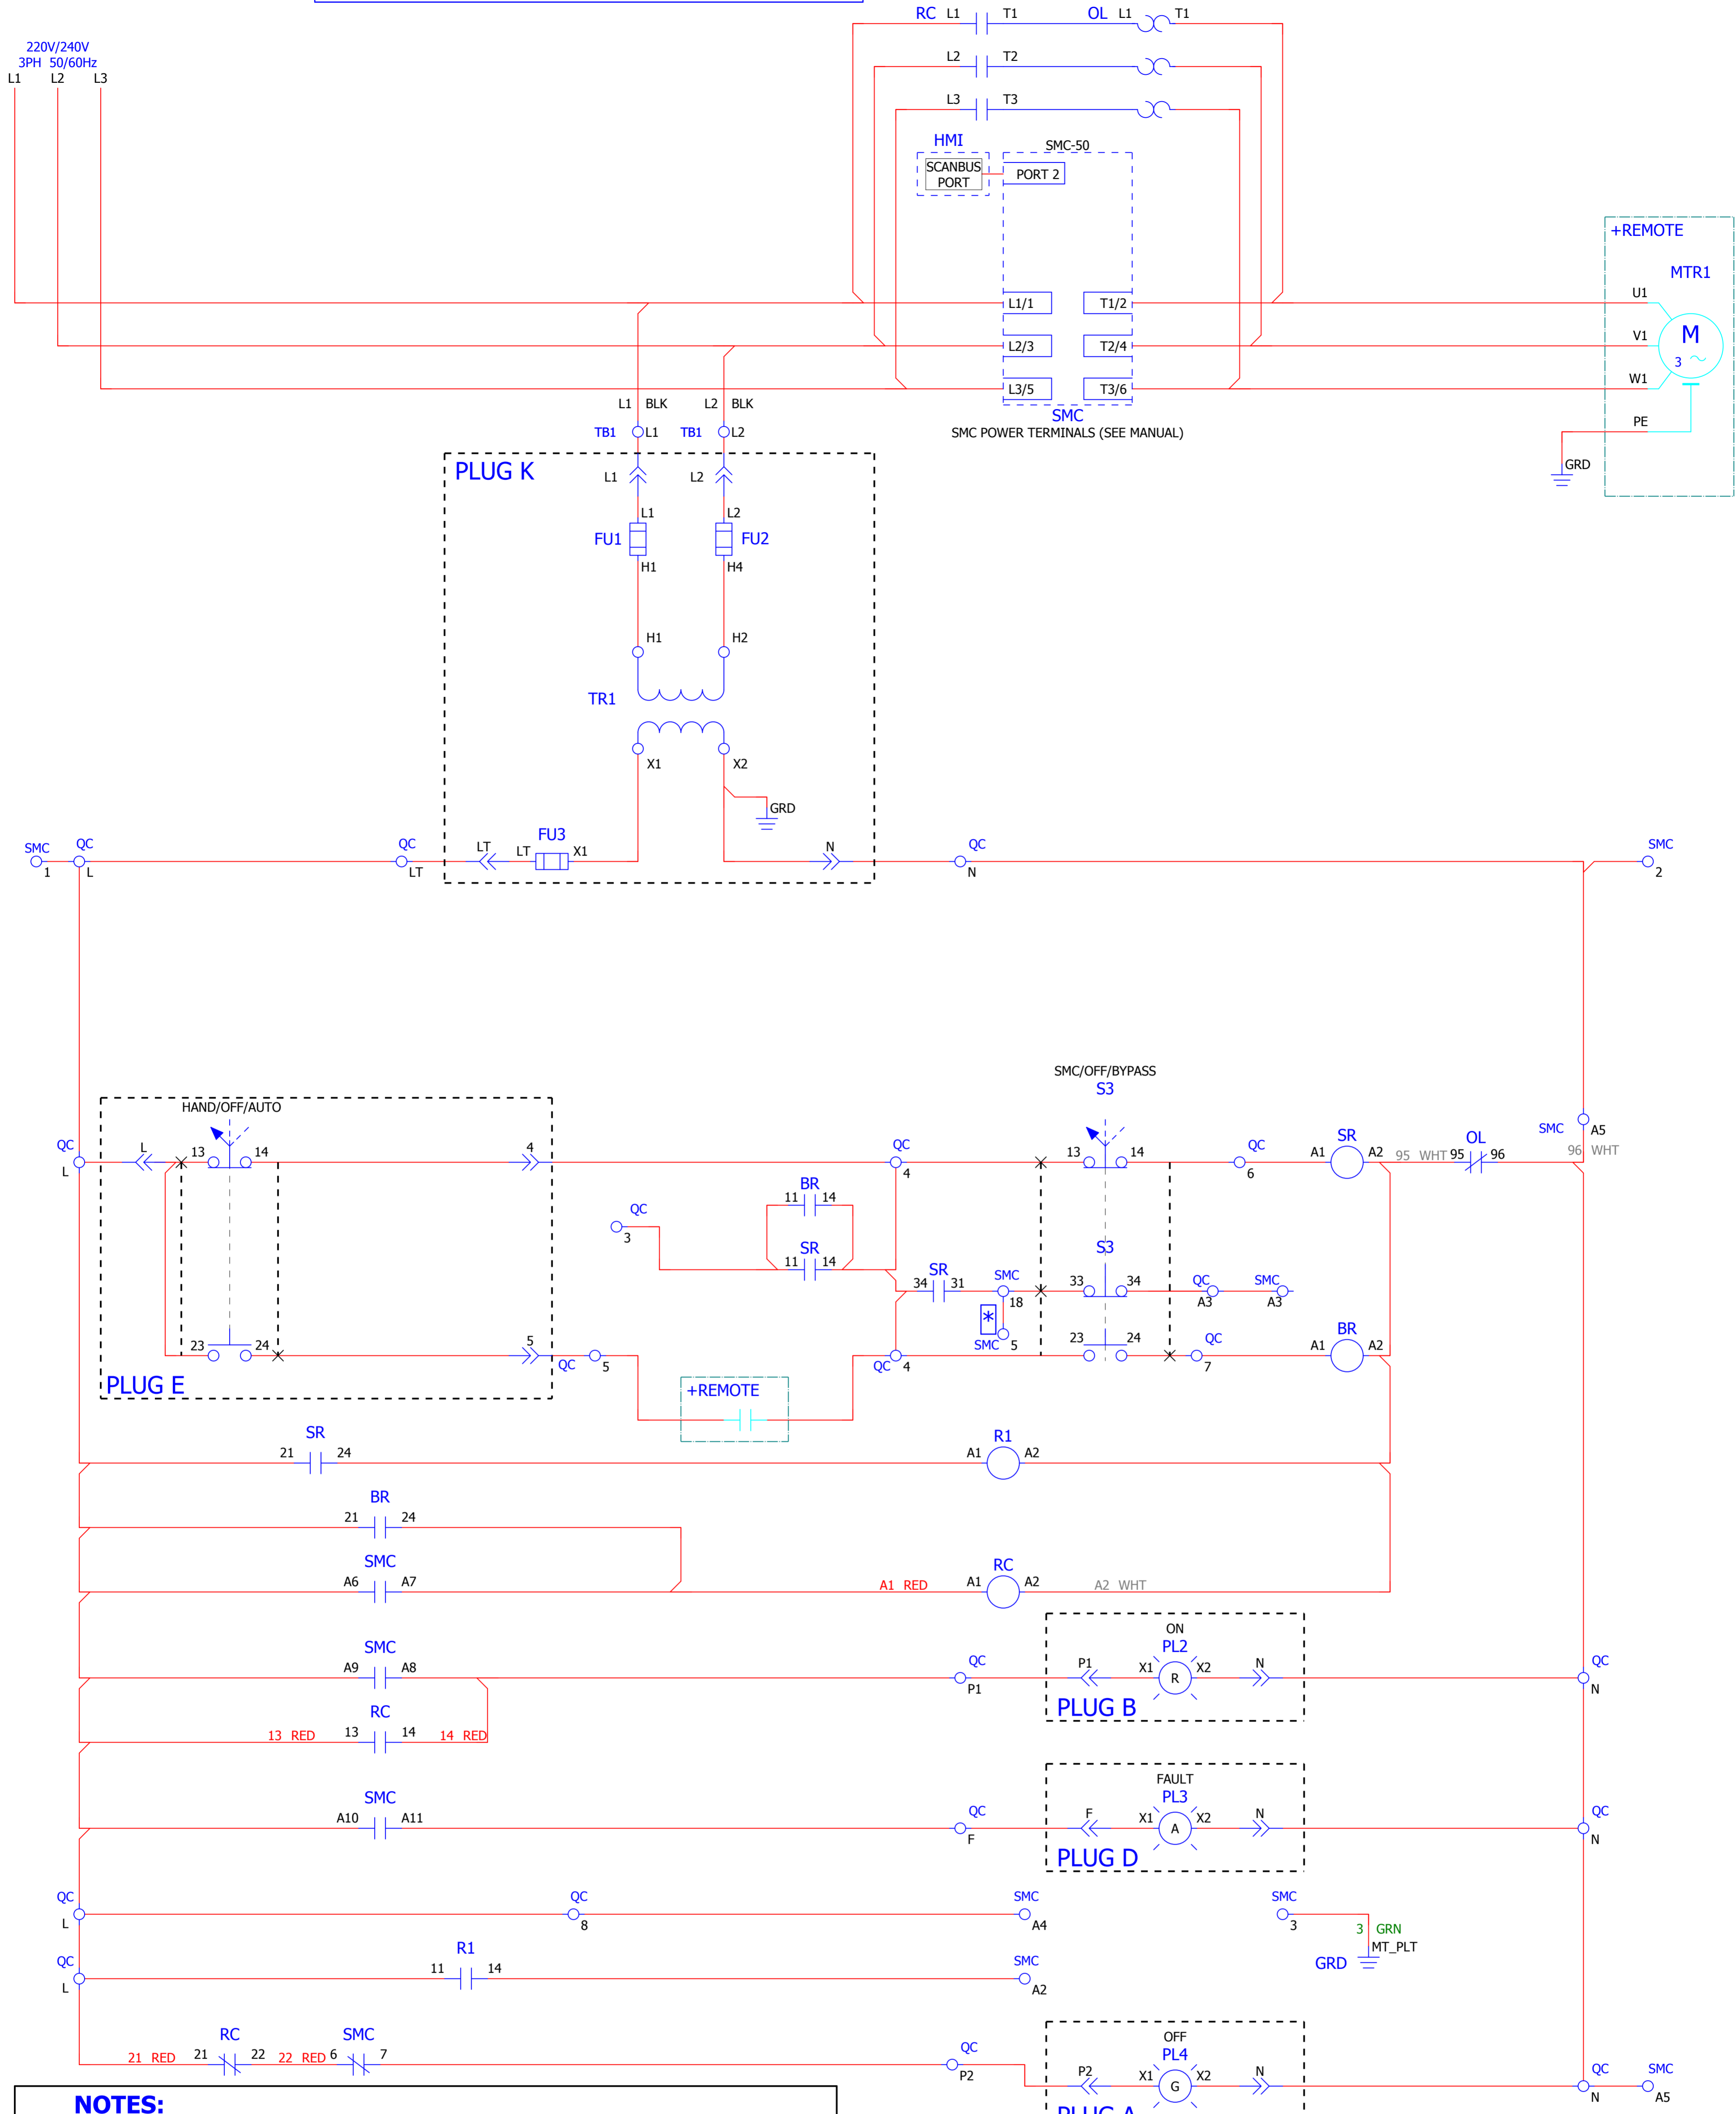 RC L1 T1 OL L1 T1
220V/240V
3PH 50/60Hz
L1 L2 L3
L2 T2
L3 T3
HMI
SMC-50
SCANBUS
PORT
PORT 2
+REMOTE
MTR1
L1/1 T1/2 U1
L2/3 T2/4 V1
M
3
L3/5 T3/6 W1
SMC
SMC POWER TERMINALS (SEE MANUAL)
PE
GRD
L1 BLK L2 BLK
TB1 L1 TB1 L2
PLUG K
L1 L2
L1 L2
FU1 FU2
H1 H4
H1 H2
TR1
X1 X2
GRD
SMC QC QC LT LT FU3 X1 N QC SMC
1 L LT N 2
SMC/OFF/BYPASS
S3
HAND/OFF/AUTO
SMC A5
QC L 13 14 4 QC 13 14 QC SR OL
L 4 6 A1 A2 95 WHT 95 96 96 WHT
BR
11 14
QC
3
SR
11 14
S3
SR
34 31 SMC 33 34 QC SMC
18 A3 A3
*
SMC 5
23 24 5 QC 5 QC 4 23 24 QC 7 BR A1 A2
PLUG E
+REMOTE
SR R1
21 24 A1 A2
BR
21 24
SMC RC
A6 A7 A1 RED A1 A2 A2 WHT
ON
SMC PL2
A9 A8 QC P1 X1 R X2 N QC
P1 N
PLUG B
RC
13 RED 13 14 14 RED
FAULT
SMC PL3
A10 A11 QC F X1 A X2 N QC
F N
PLUG D
QC QC SMC SMC
L 8 A4 3
3 GRN
MT_PLT
GRD
QC R1 SMC
L 11 14 A2
OFF
RC SMC PL4
21 RED 21 22 22 RED 6 7 QC P2 X1 G X2 N QC SMC
P2 N A5
NOTES:
PLUG A